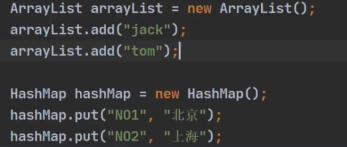 ArrayList arrayList = new ArrayList();
arrayList.add("jack");
arrayList.add("tom");
HashMap hashMap = new HashMap();
hashMap.put("NO1", "北京");
hashMap.put("NO2", "上海");